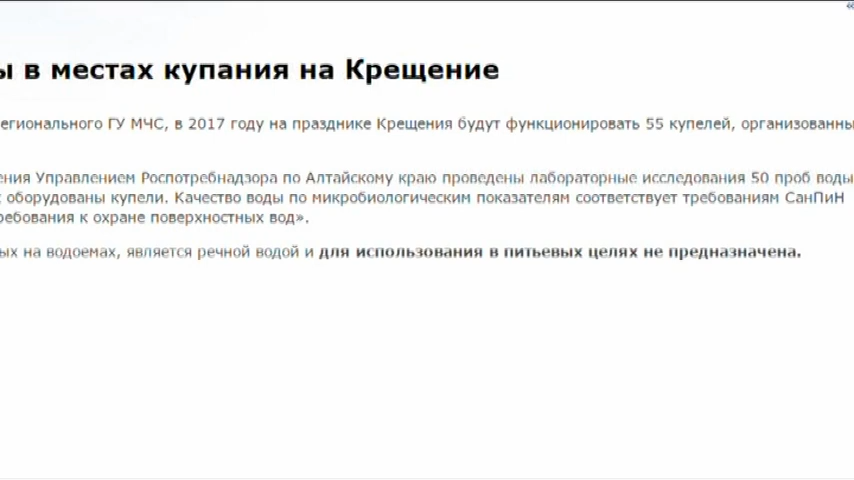 ы в местах купания на Крещение
егионального ГУ МЧС, в 2017 году на празднике Крещения будут функционировать 55 купелей, организованны
ения Управлением Роспотребнадзора по Алтайскому краю проведены лабораторные исследования 50 проб воды
оборудованы купели. Качество воды по микробиологическим показателям соответствует требованиям СанПиН
ребования к охране поверхностных вод».
ых на водоемах, является речной водой и для использования в питьевых целях не предназначена.